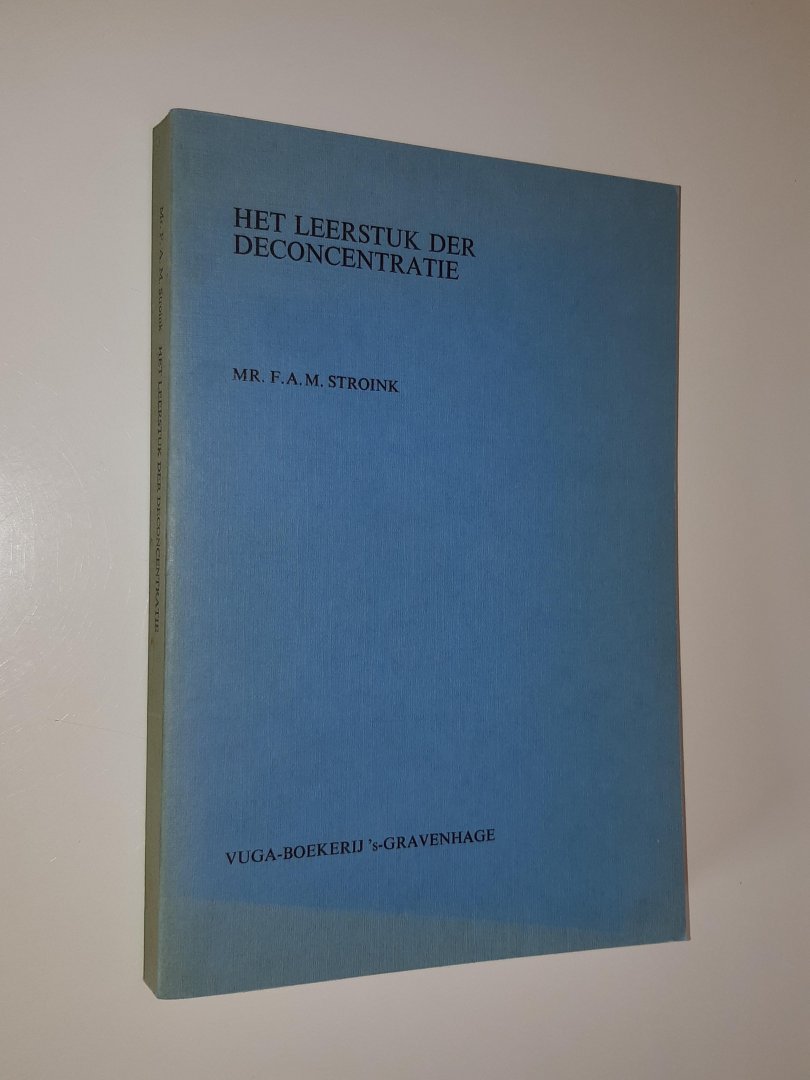 HET LEERSTUK DER
DECONCENTRATIE
MR. F.A.M. STROINK
VUGA-BOEKERIJ 's-GRAVENHAGE
Mr. F. A. M. Stroink HET LEERSTUK DER DECONCENTRATIE